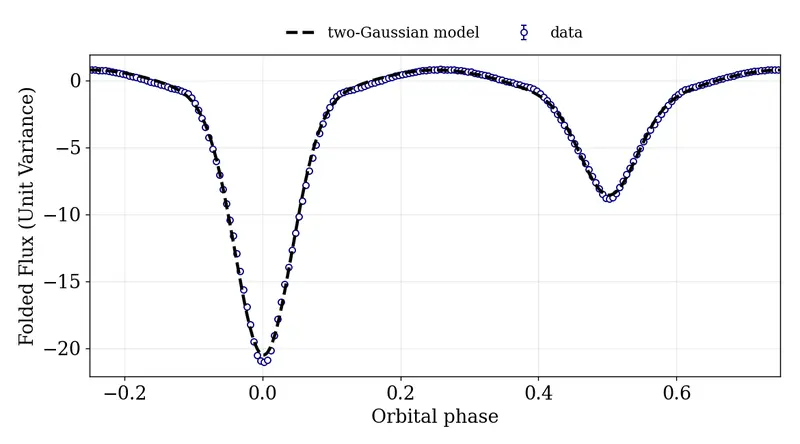 two-Gaussian model
data
Folded Flux (Unit Variance)
0
−5
−10
−15
−20
−0.2
0.0
0.2
0.4
0.6
Orbital phase